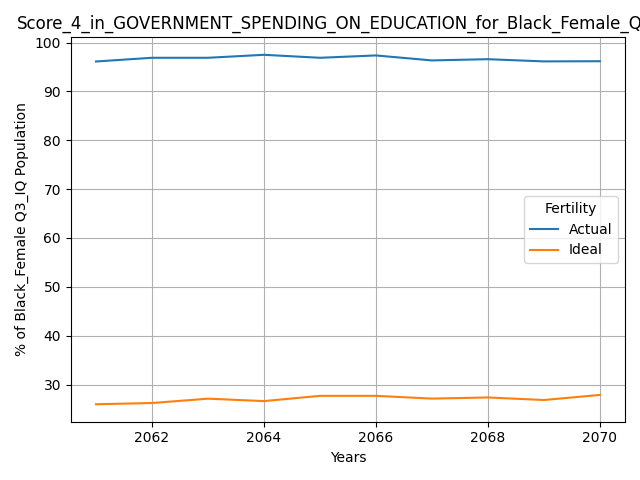 Score_4_in_GOVERNMENT_SPENDING_ON_EDUCATION_for_Black_Female_Q
100
90
80
70
60
50
40
30
% of Black_Female Q3_IQ Population
Fertility
Actual
Ideal
2062 2064 2066 2068 2070
Years